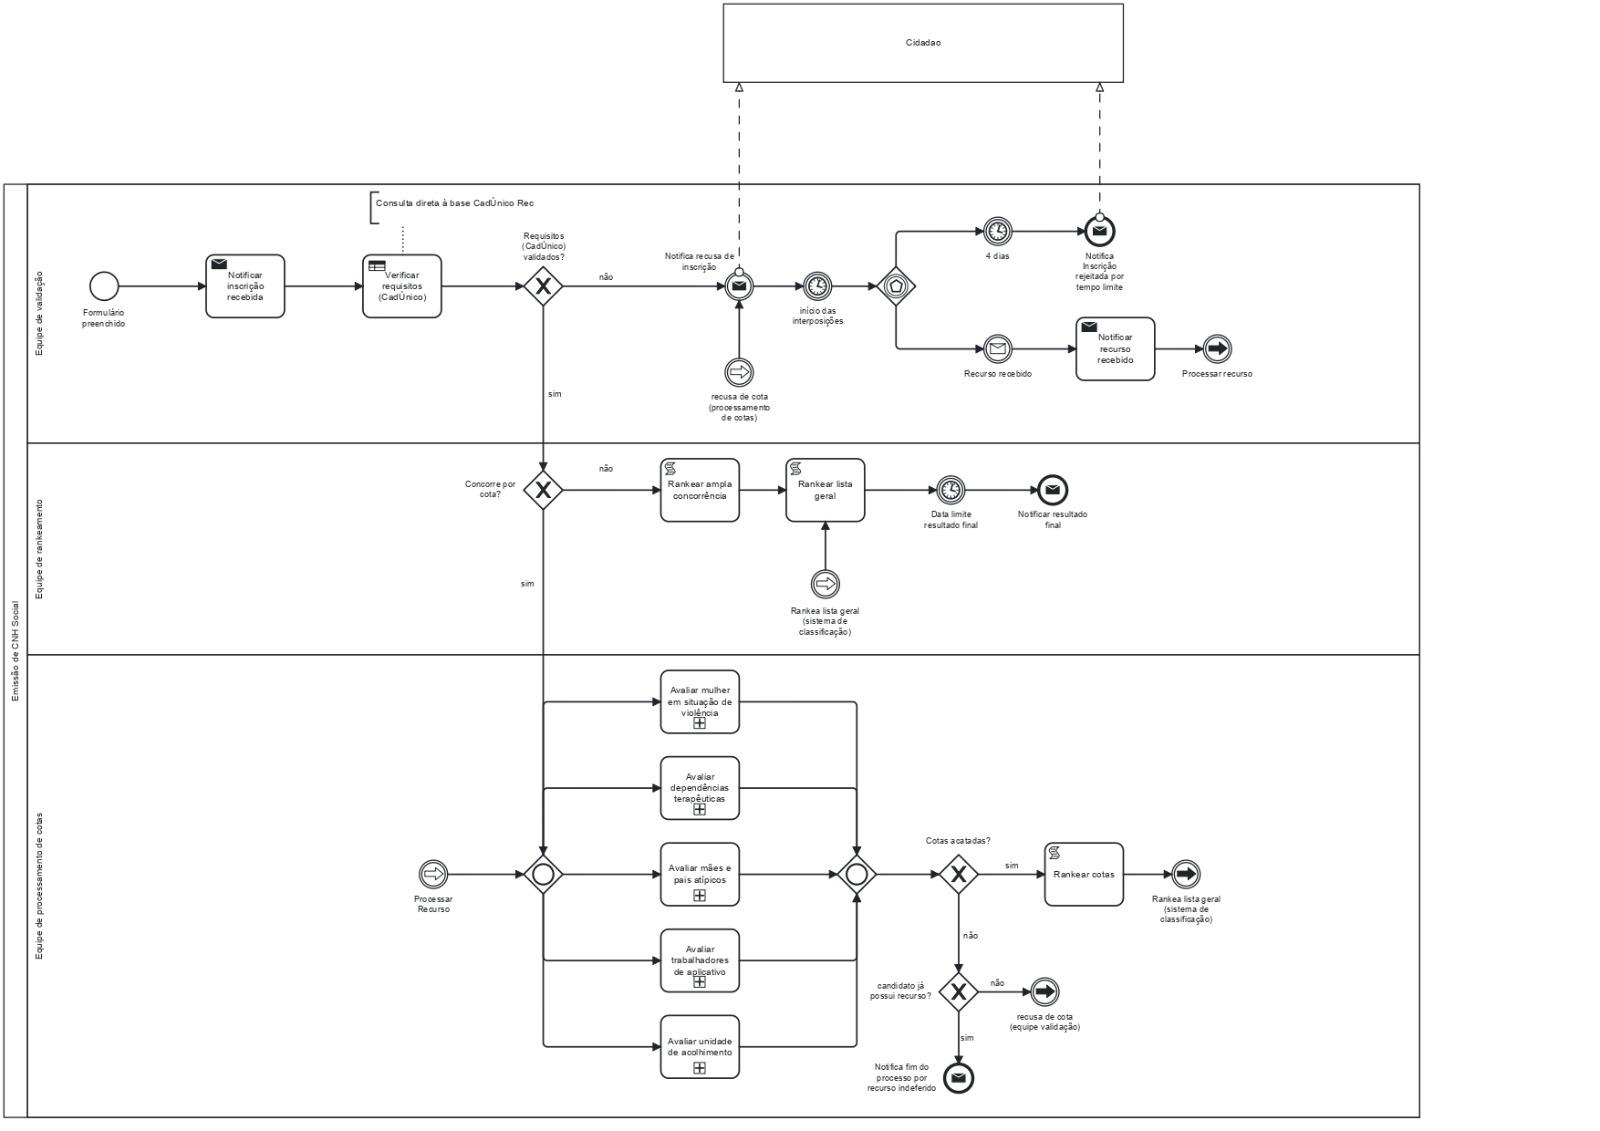 Cidadao
Emissão de CNH Social
Equipe de validação
Consulta direta à base CadÚnico Rec
Formulário
preenchido
Notificar
inscrição
recebida
Verificar
requisitos
(CadÚnico)
Requisitos
(CadÚnico)
validados?
não
sim
Notifica recusa de
inscrição
início das
interposições
recusa de cota
(processamento
de cotas)
4 dias
Notifica
Inscrição
rejeitada por
tempo limite
Recurso recebido
Notificar
recurso
recebido
Processar recurso
Equipe de rankeamento
Concorre por
cota?
não
sim
Rankear ampla
concorrência
Rankear lista
geral
Data limite
resultado final
Notificar resultado
final
Rankea lista geral
(sistema de
classificação)
Equipe de processamento de cotas
Processar
Recurso
Avaliar mulher
em situação de
violência
Avaliar
dependências
terapêuticas
Avaliar mães e
pais atípicos
Avaliar
trabalhadores
de aplicativo
Avaliar unidade
de acolhimento
Cotas acatadas?
sim
não
Rankear cotas
Rankea lista geral
(sistema de
classificação)
candidato já
possui recurso?
não
sim
recusa de cota
(equipe validação)
Notifica fim do
processo por
recurso indeferido